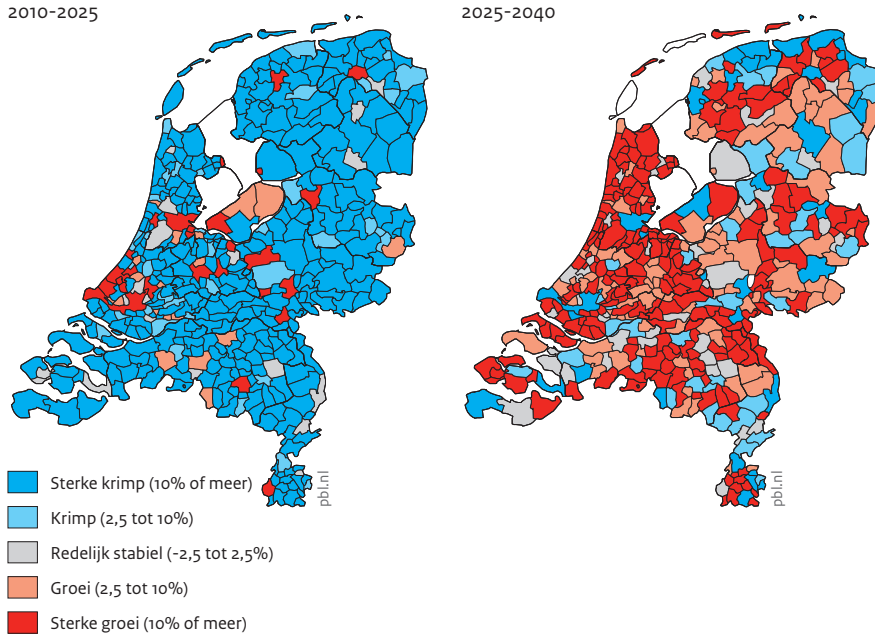 2010-2025
2025-2040
Sterke krimp (10% of meer)
Krimp (2,5 tot 10%)
Redelijk stabiel (-2,5 tot 2,5%)
Groei (2,5 tot 10%)
Sterke groei (10% of meer)
pbl.nl
pbl.nl